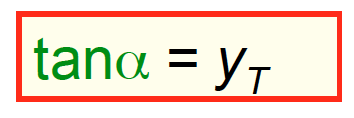 tanα = y_T